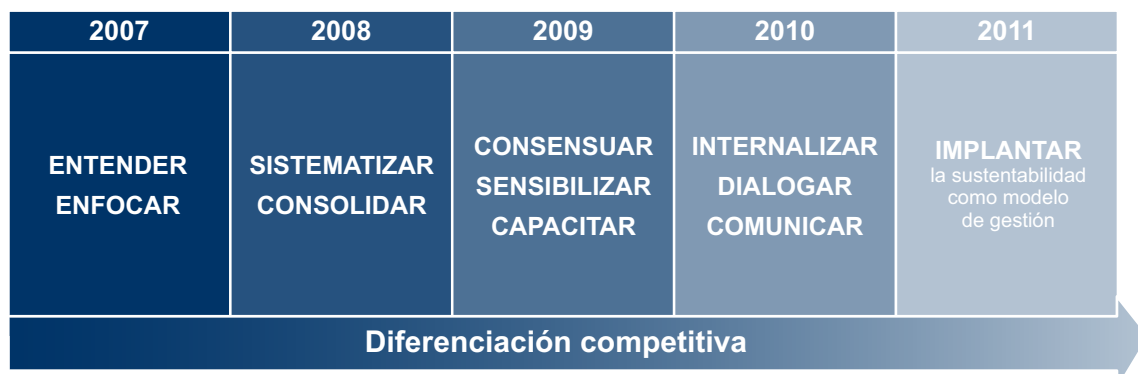 2007
2008
2009
2010
2011
ENTENDER
ENFOCAR
SISTEMATIZAR
CONSOLIDAR
CONSENSUAR
SENSIBILIZAR
CAPACITAR
INTERNALIZAR
DIALOGAR
COMUNICAR
IMPLANTAR
la sustentabilidad
como modelo
de gestión
Diferenciación competitiva